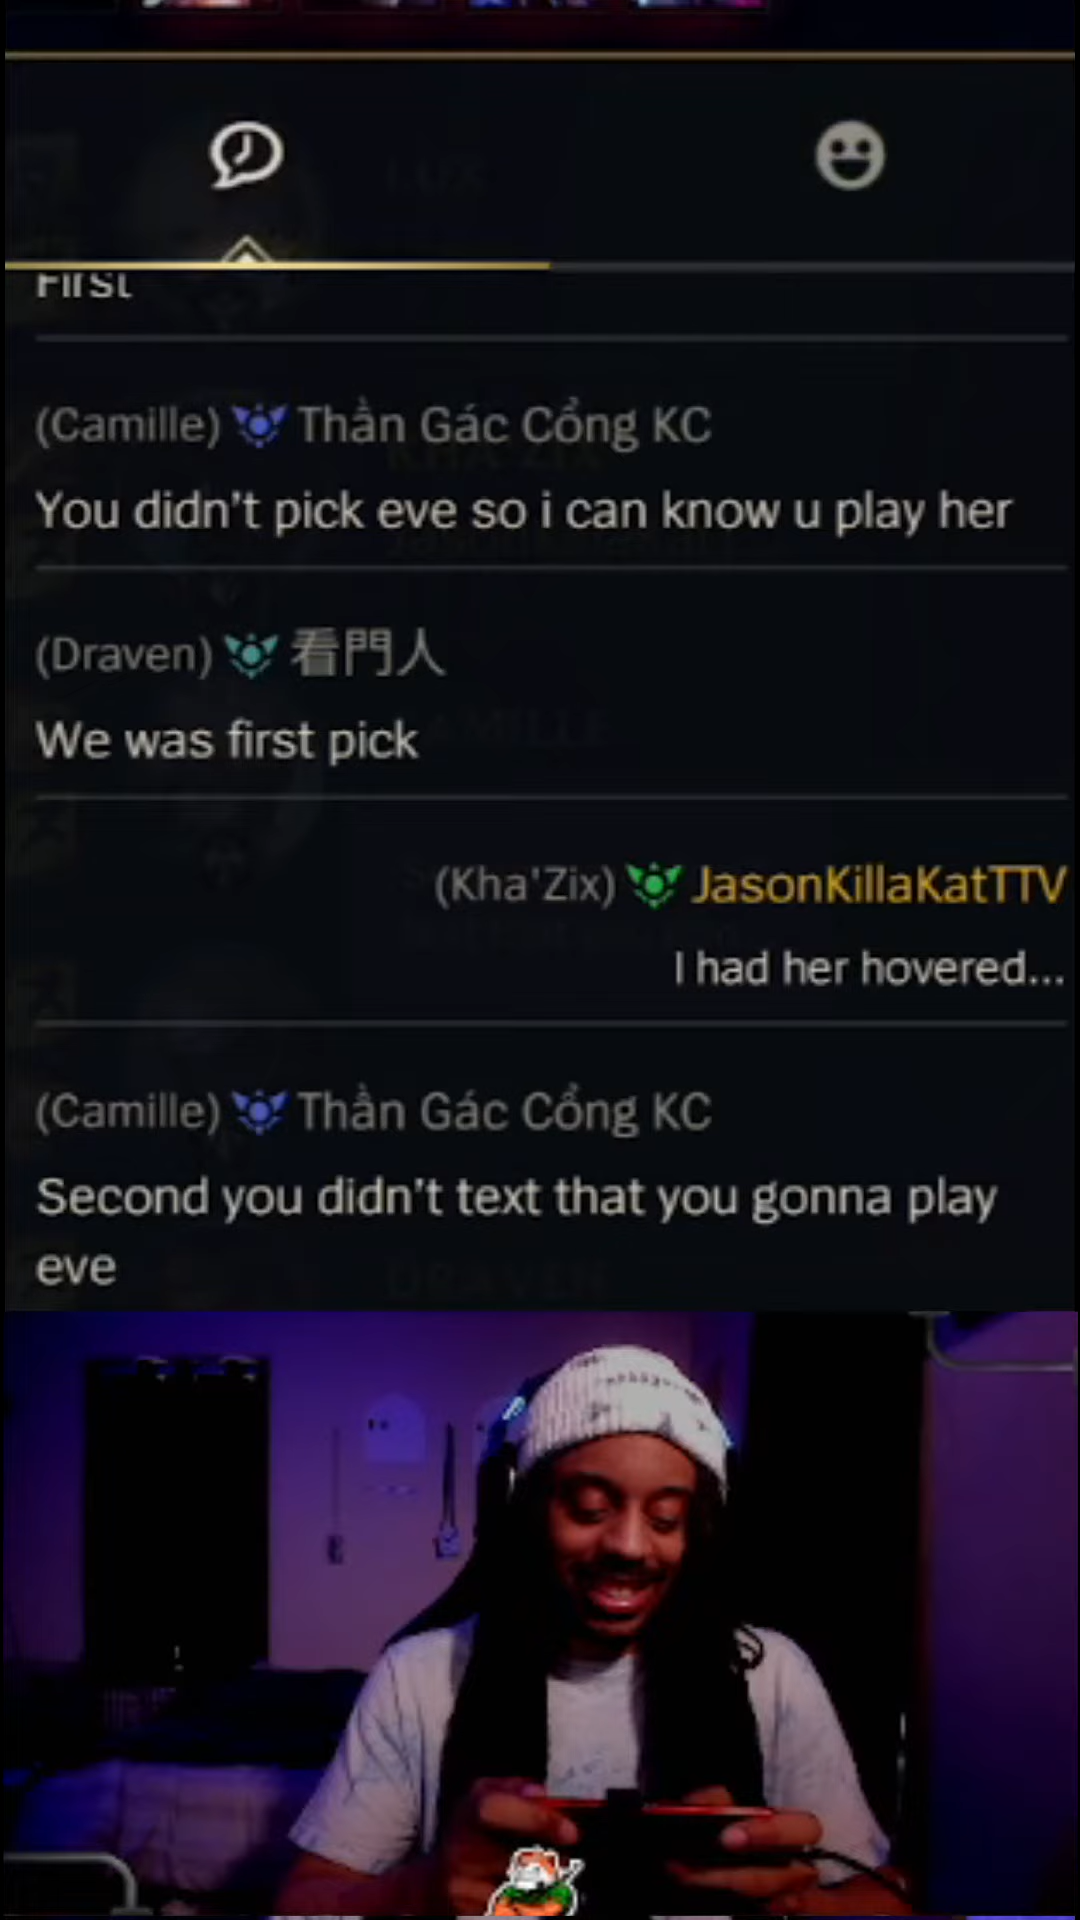 First
(Camille) Thần Gác Cổng KC
You didn't pick eve so i can know u play her
(Draven) 看門人
We was first pick
(Kha'Zix) JasonKillaKatTTV
I had her hovered...
(Camille) Thần Gác Cổng KC
Second you didn't text that you gonna play
eve